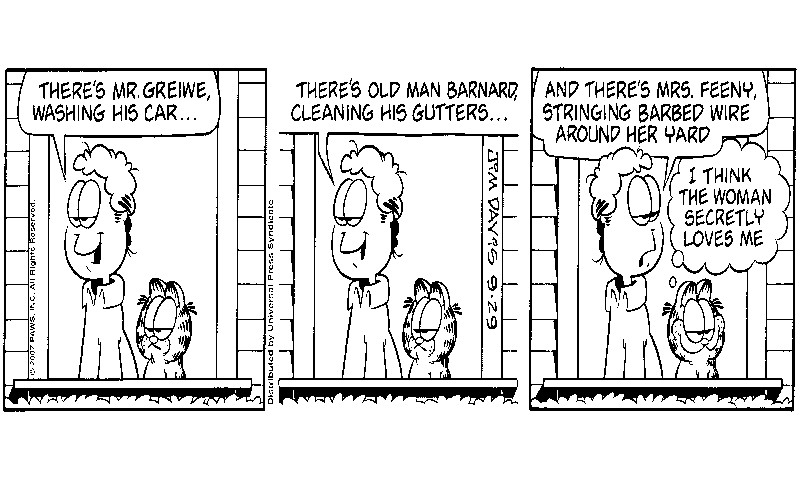 THERE'S MR. GREIWE,
WASHING HIS CAR...
© 2007 PAWS, INC. All Rights Reserved.
THERE'S OLD MAN BARNARD,
CLEANING HIS GUTTERS...
Distributed by Universal Press Syndicate
JIM DAVIS 9·29
AND THERE'S MRS. FEENY,
STRINGING BARBED WIRE
AROUND HER YARD
I THINK
THE WOMAN
SECRETLY
LOVES ME